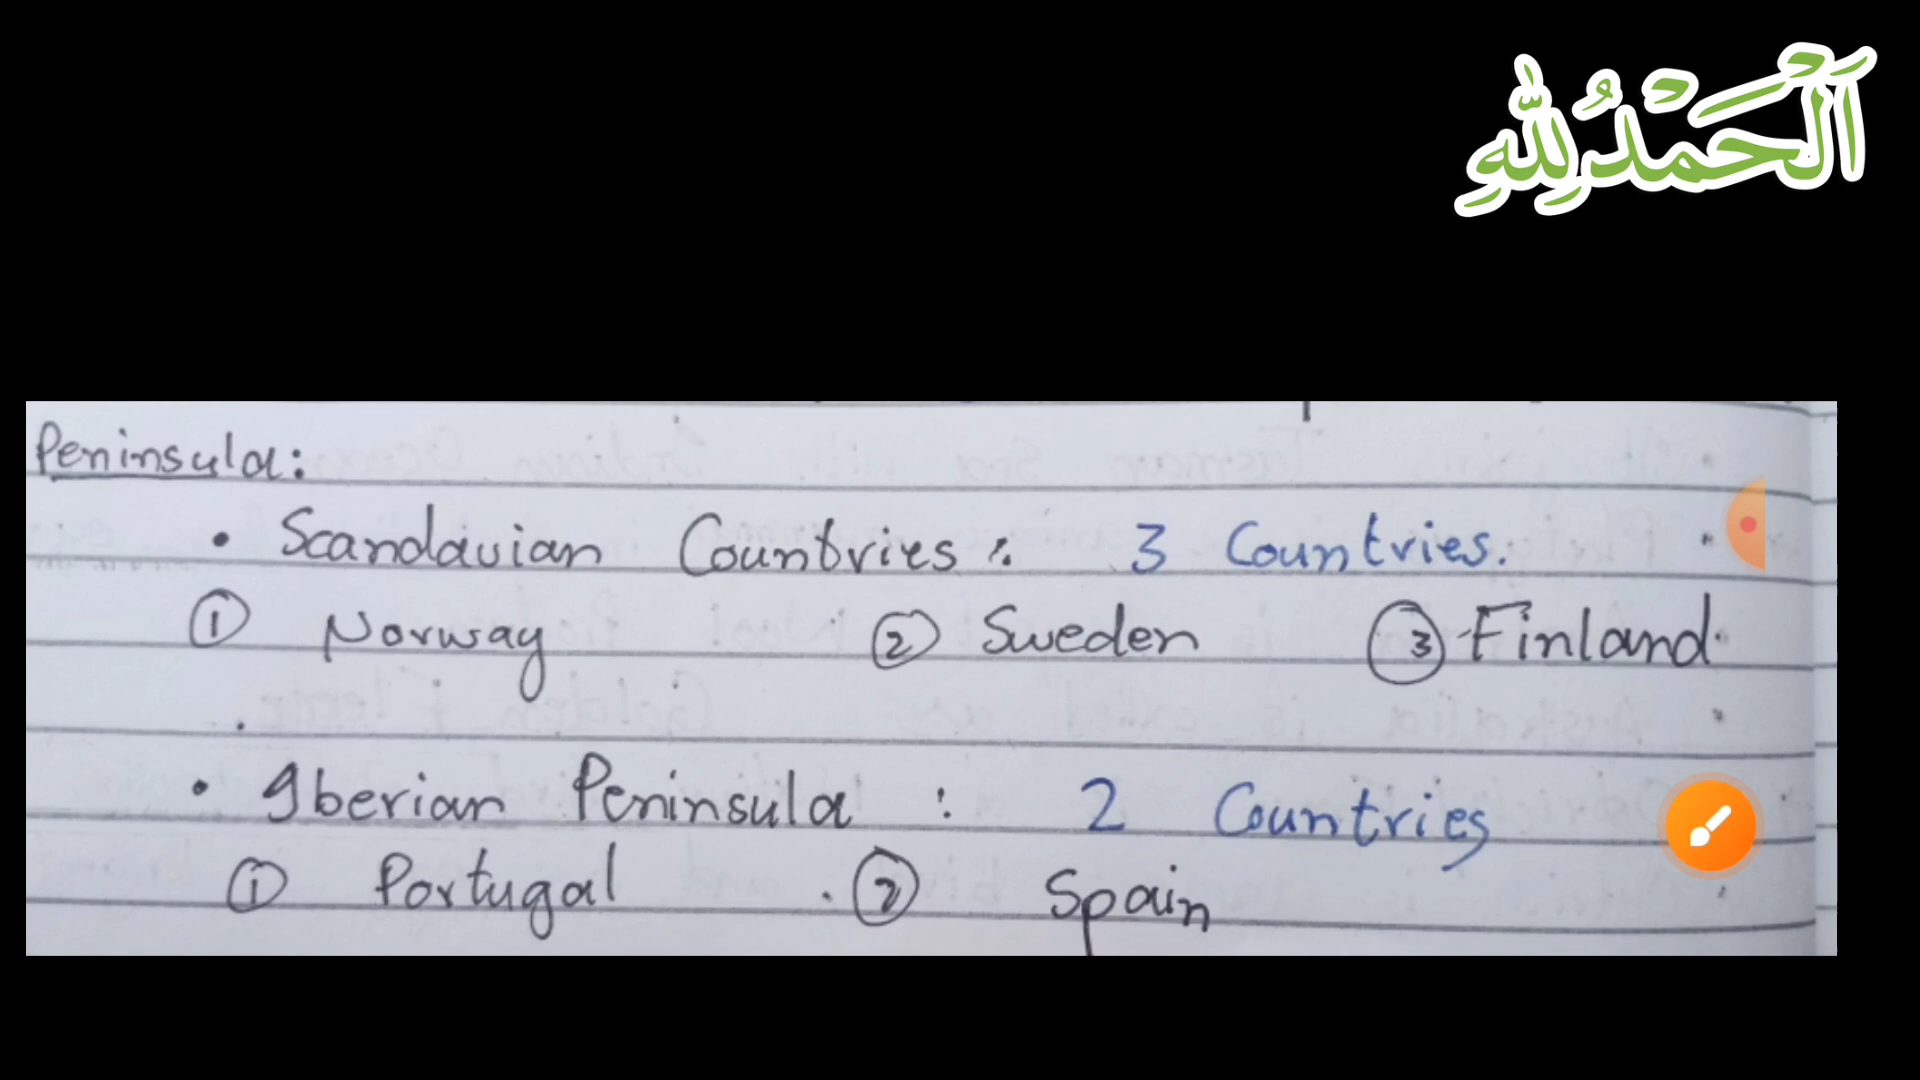 اَلْحَمْدُلِلّٰهِ
Peninsula:
• Scandavian Countries : 3 Countries.
① Norway ② Sweden ③ Finland
• Iberian Peninsula : 2 Countries
① Portugal ② Spain